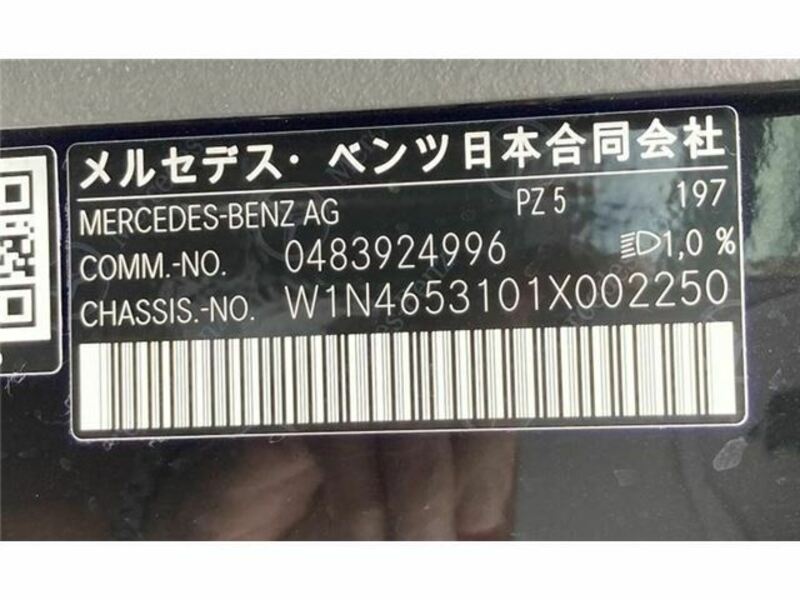 メルセデス・ベンツ日本合同会社
MERCEDES-BENZ AG PZ 5 197
COMM.-NO. 0483924996 1,0 %
CHASSIS.-NO. W1N4653101X002250